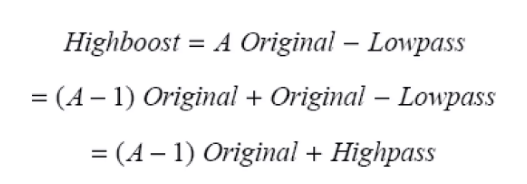 Highboost = A Original – Lowpass
= (A – 1) Original + Original – Lowpass
= (A – 1) Original + Highpass